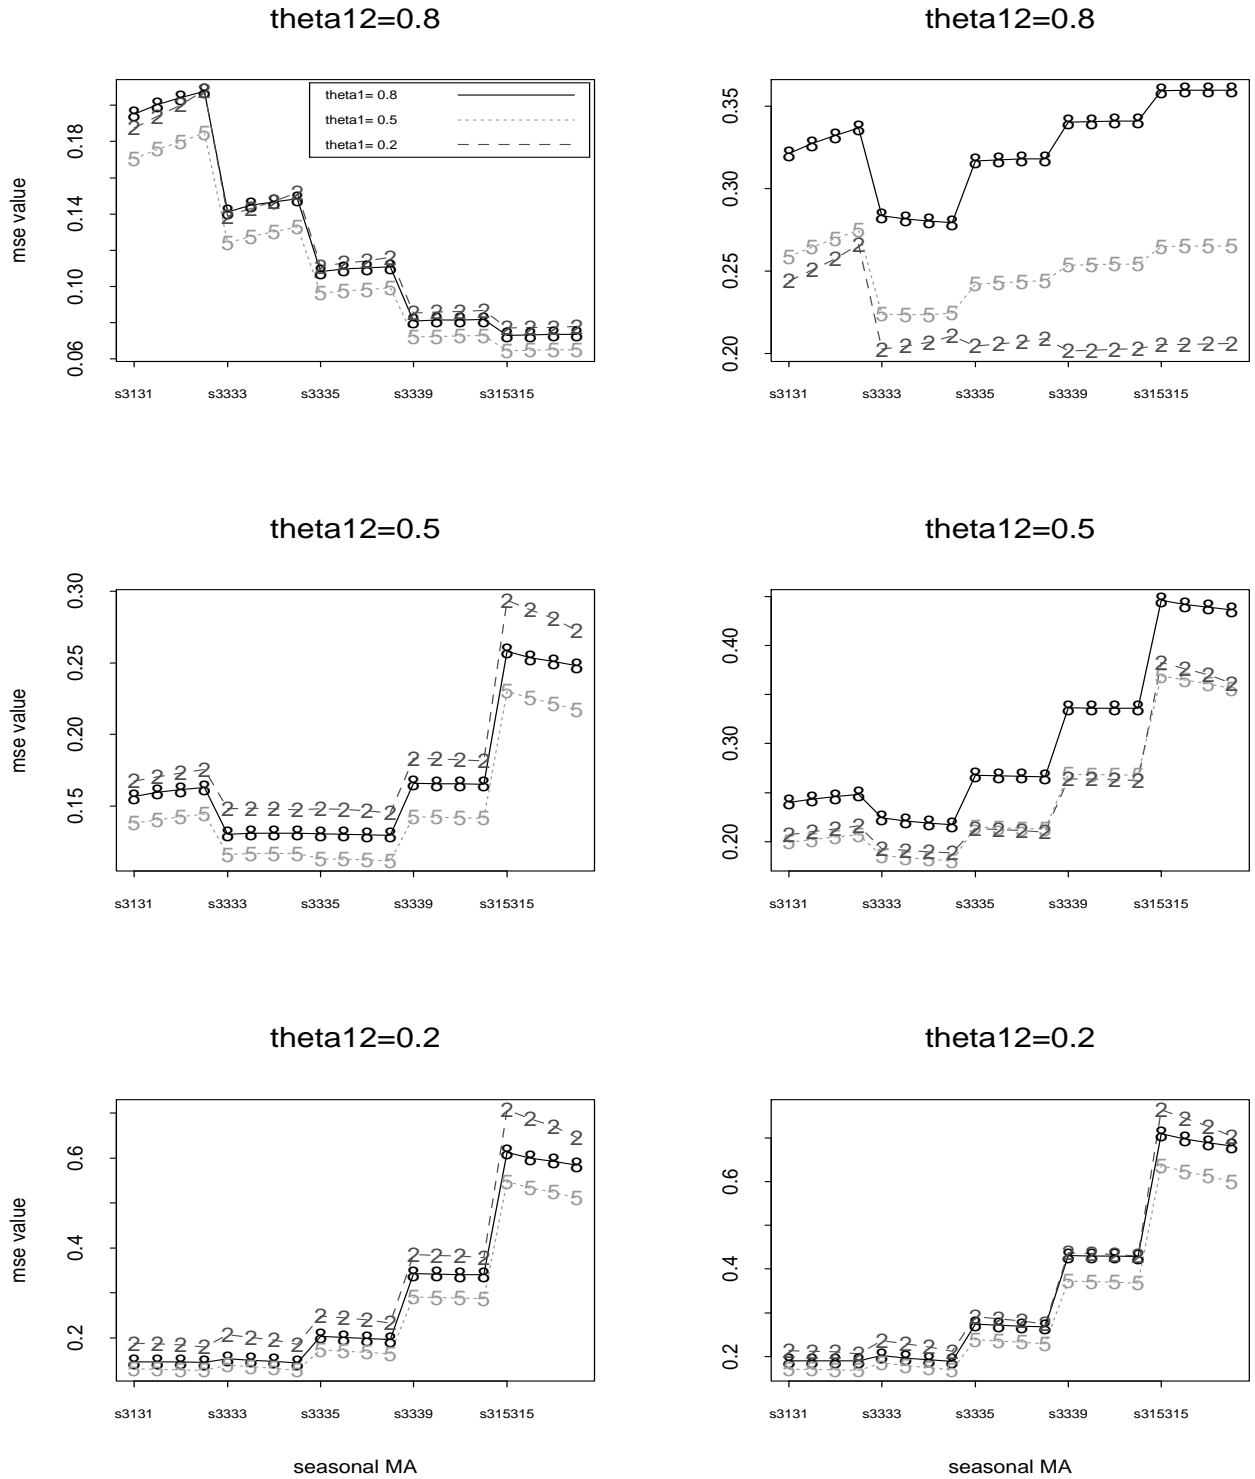 theta12=0.8
theta12=0.8
theta1= 0.8
theta1= 0.5
theta1= 0.2
mse value
0.18
0.14
0.10
0.06
s3131 s3333 s3335 s3339 s315315
0.35
0.30
0.25
0.20
s3131 s3333 s3335 s3339 s315315
theta12=0.5
theta12=0.5
mse value
0.30
0.25
0.20
0.15
s3131 s3333 s3335 s3339 s315315
0.40
0.30
0.20
s3131 s3333 s3335 s3339 s315315
theta12=0.2
theta12=0.2
mse value
0.6
0.4
0.2
s3131 s3333 s3335 s3339 s315315
seasonal MA
0.6
0.4
0.2
s3131 s3333 s3335 s3339 s315315
seasonal MA